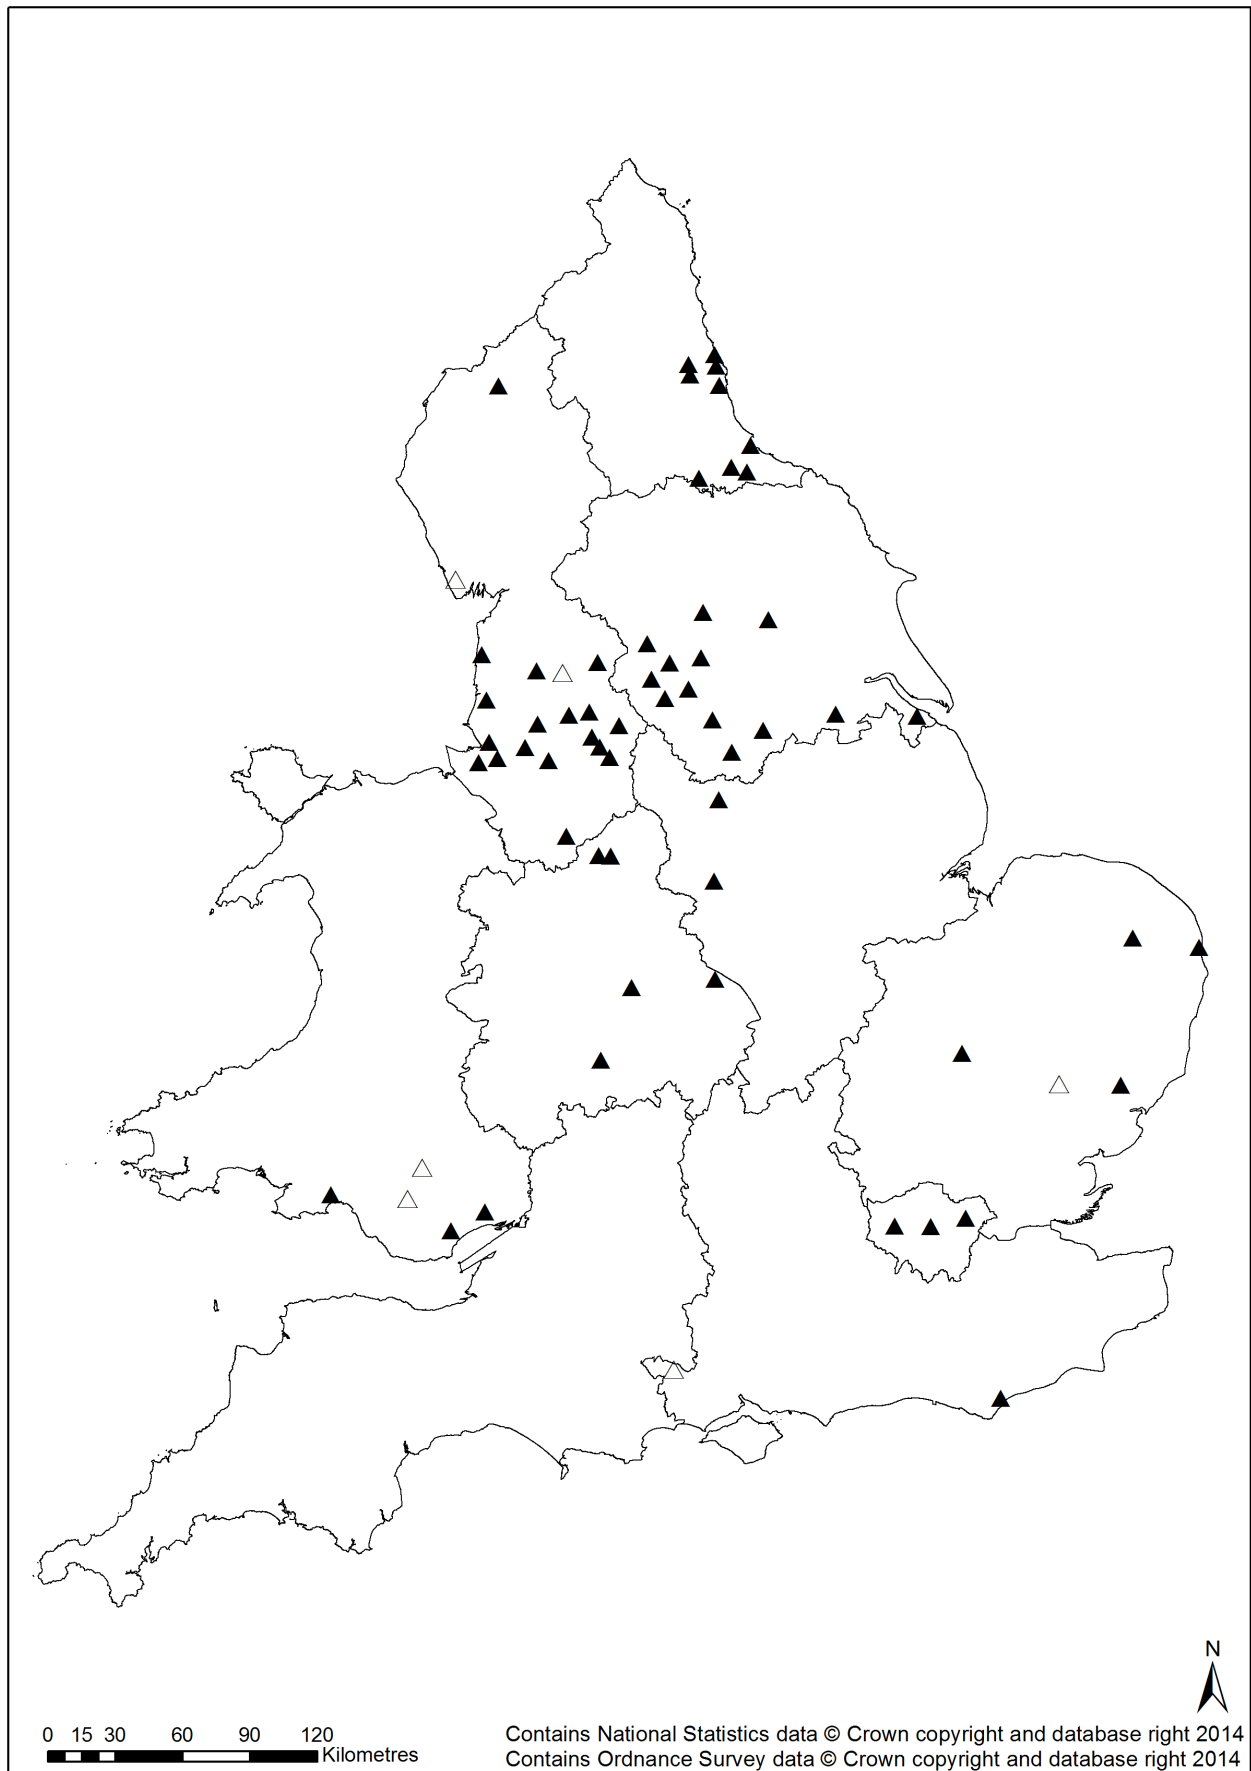 N
0 15 30 60 90 120
Kilometres
Contains National Statistics data © Crown copyright and database right 2014
Contains Ordnance Survey data © Crown copyright and database right 2014